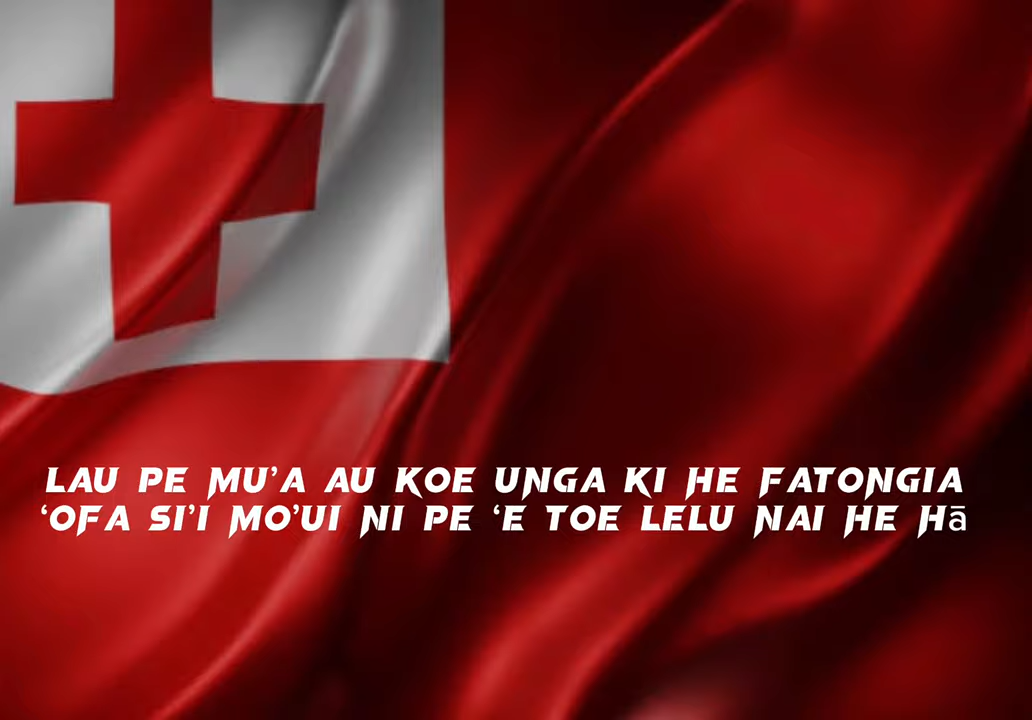 LAU PE MU’A AU KOE UNGA KI HE FATONGIA
‘OFA SI’I MO’UI NI PE ‘E TOE LELU NAI HE Hā